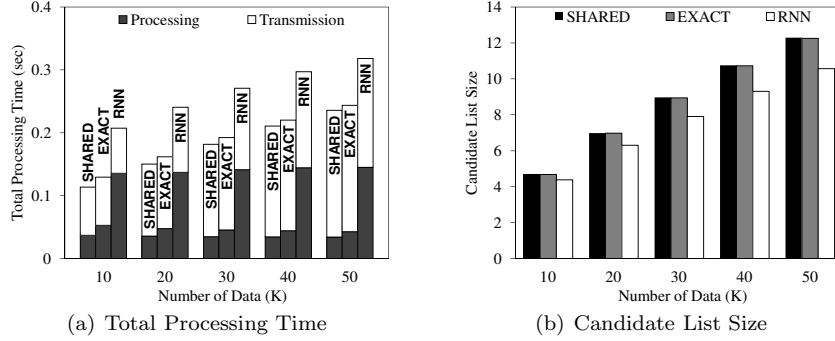 0.4
0.3
0.2
0.1
0
Total Processing Time (sec)
Processing
Transmission
SHARED
EXACT
RNN
SHARED
EXACT
RNN
SHARED
EXACT
RNN
SHARED
EXACT
RNN
SHARED
EXACT
RNN
10 20 30 40 50
Number of Data (K)
(a) Total Processing Time
14
12
10
8
6
4
2
0
Candidate List Size
SHARED
EXACT
RNN
10 20 30 40 50
Number of Data (K)
(b) Candidate List Size